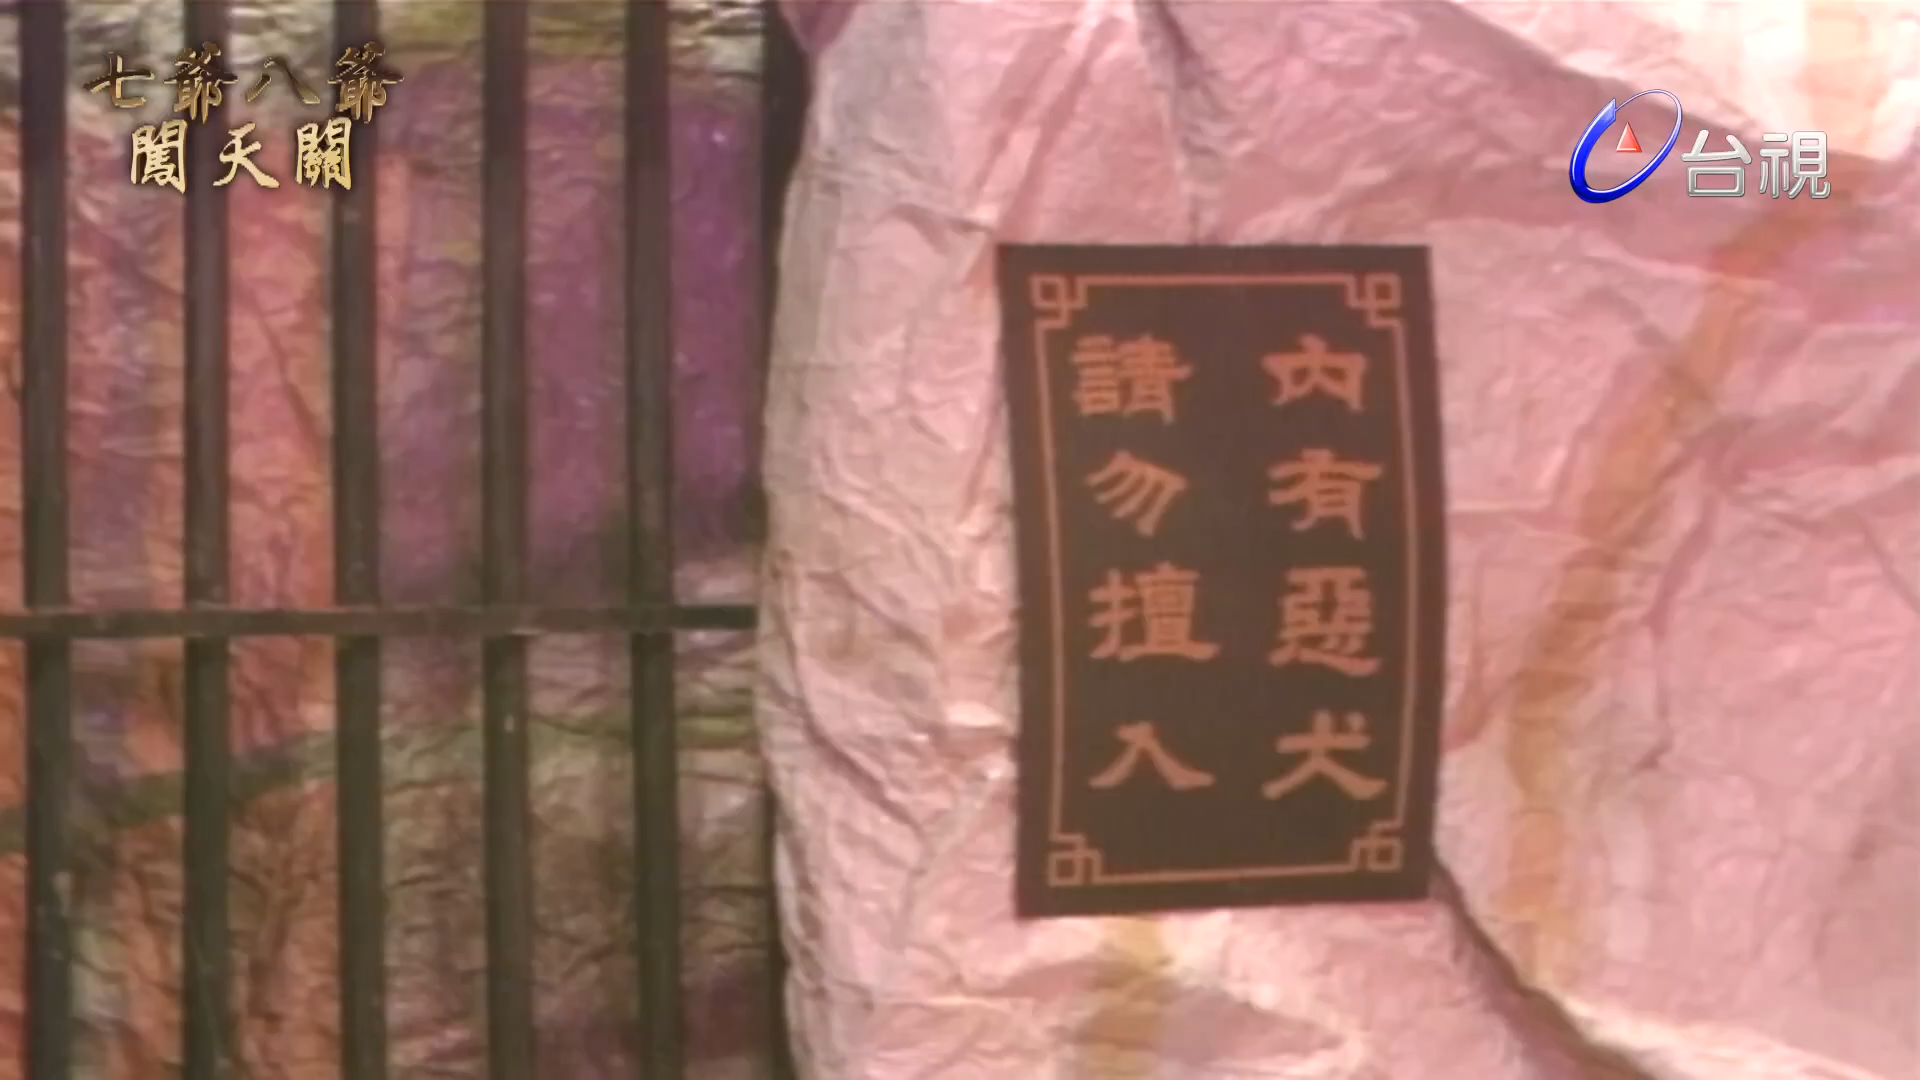 七爺八爺
闖天關
台視
內有惡犬
請勿擅入